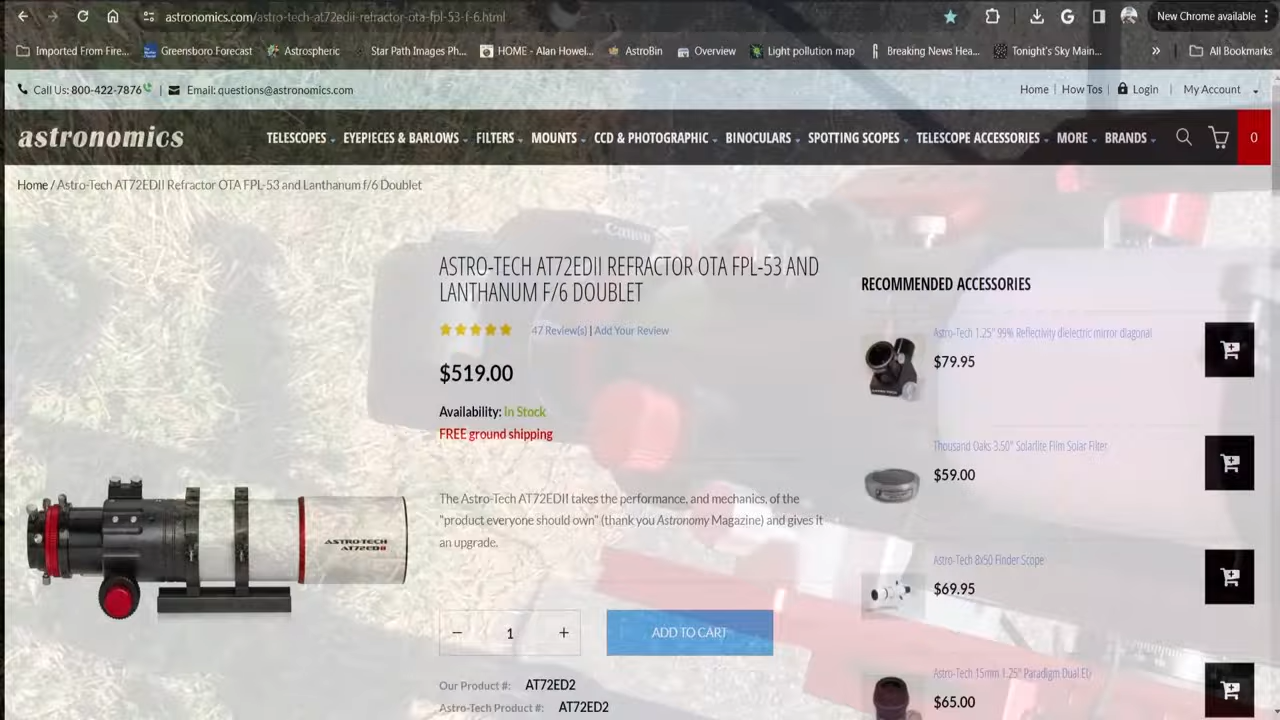 astronomics.com/astro-tech-at72edii-refractor-ota-fpl-53-f-6.html
New Chrome available
Imported From Fire...
Greensboro Forecast
Astrospheric
Star Path Images Ph...
HOME - Alan Howel...
AstroBin
Overview
Light pollution map
Breaking News Hea...
Tonight's Sky Main...
»
All Bookmarks
Call Us: 800-422-7876 | Email: questions@astronomics.com
Home | How Tos | Login | My Account
astronomics
TELESCOPES
EYEPIECES & BARLOWS
FILTERS
MOUNTS
CCD & PHOTOGRAPHIC
BINOCULARS
SPOTTING SCOPES
TELESCOPE ACCESSORIES
MORE
BRANDS
0
Home / Astro-Tech AT72EDII Refractor OTA FPL-53 and Lanthanum f/6 Doublet
Canon
ASTRO-TECH AT72EDII REFRACTOR OTA FPL-53 AND
LANTHANUM F/6 DOUBLET
47 Review(s) | Add Your Review
$519.00
Availability: In Stock
FREE ground shipping
The Astro-Tech AT72EDII takes the performance, and mechanics, of the
"product everyone should own" (thank you Astronomy Magazine) and gives it
an upgrade.
ASTRO-TECH
AT72EDII
− 1 +
ADD TO CART
Our Product #: AT72ED2
Astro-Tech Product #: AT72ED2
RECOMMENDED ACCESSORIES
Astro-Tech 1.25" 99% Reflectivity dielectric mirror diagonal
$79.95
Thousand Oaks 3.50" Solarlite Film Solar Filter
$59.00
Astro-Tech 8x50 Finder Scope
$69.95
Astro-Tech 15mm 1.25" Paradigm Dual ED
$65.00